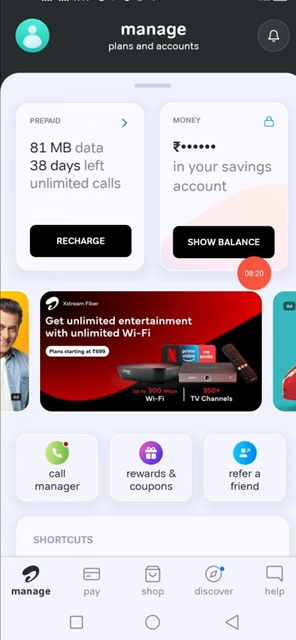 manage
plans and accounts
PREPAID
81 MB data
38 days left
unlimited calls
RECHARGE
MONEY
₹••••••
in your savings
account
SHOW BALANCE
08:20
Ad
Xstream Fiber
Get unlimited entertainment
with unlimited Wi-Fi
Plans starting at ₹699
Up to 300 Mbps
Wi-Fi
350+
TV Channels
Ad
call
manager
rewards &
coupons
refer a
friend
SHORTCUTS
manage
pay
shop
discover
help